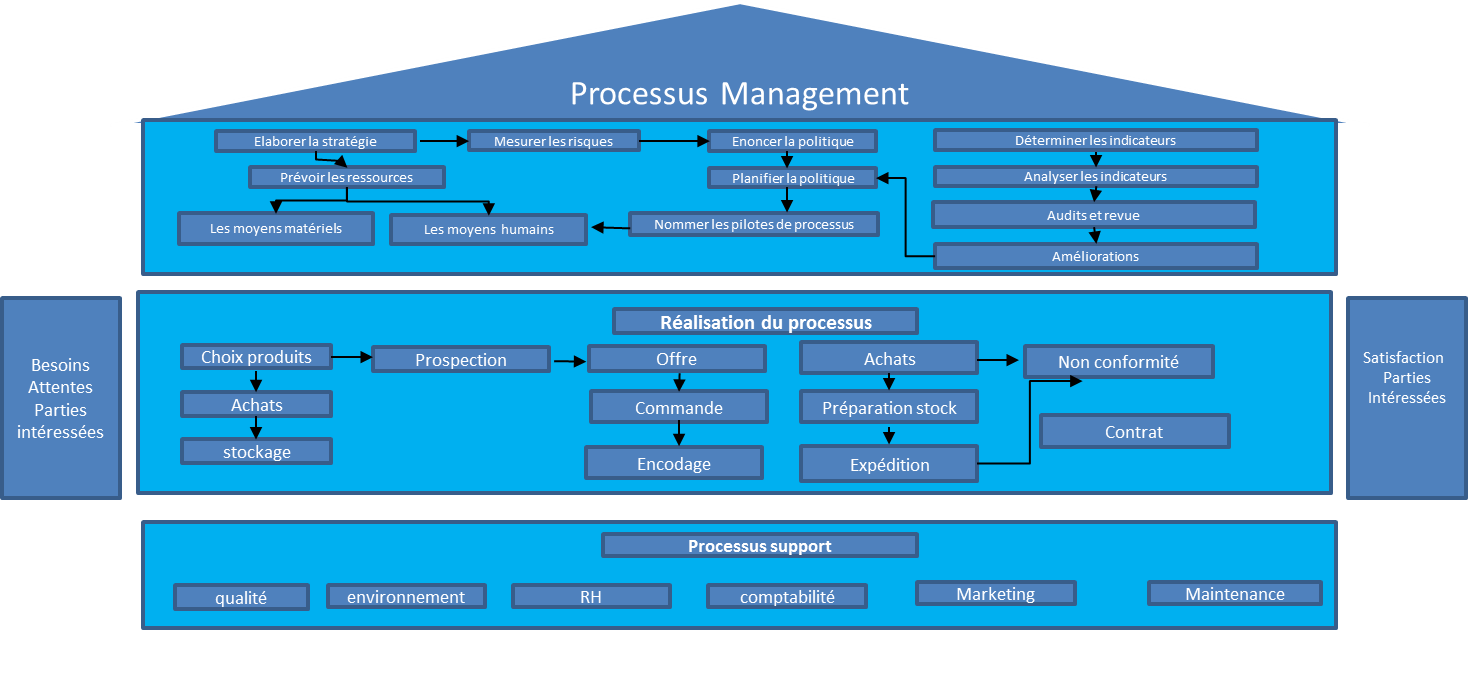 Processus Management
Elaborer la stratégie
Mesurer les risques
Enoncer la politique
Déterminer les indicateurs
Prévoir les ressources
Planifier la politique
Analyser les indicateurs
Les moyens matériels
Les moyens humains
Nommer les pilotes de processus
Audits et revue
Améliorations
Besoins
Attentes
Parties
intéressées
Réalisation du processus
Choix produits
Prospection
Offre
Achats
Non conformité
Achats
Commande
Préparation stock
Contrat
stockage
Encodage
Expédition
Satisfaction
Parties
Intéressées
Processus support
qualité
environnement
RH
comptabilité
Marketing
Maintenance